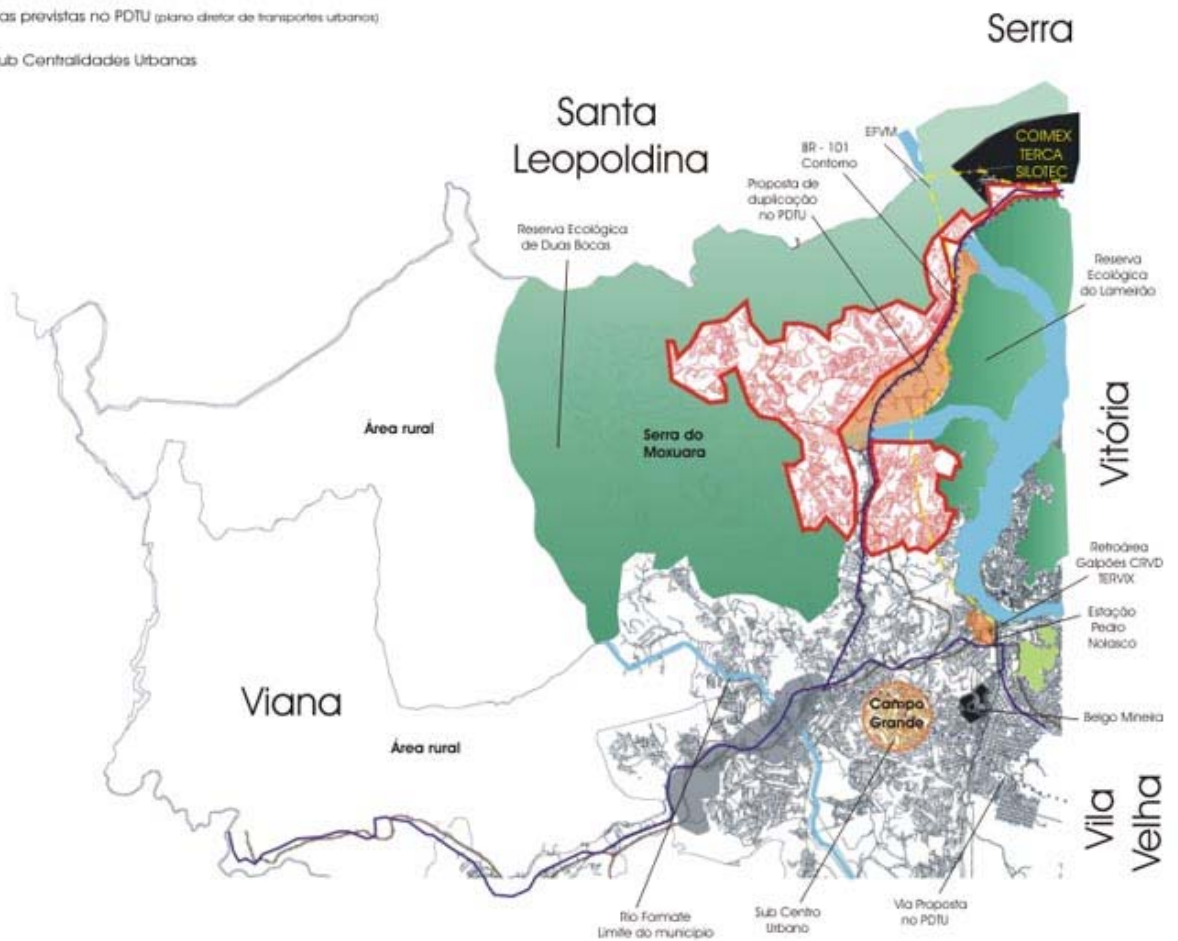 as previstas no PDTU (plano diretor de transportes urbanos)
ub Centralidades Urbanas
Serra
Santa
Leopoldina
EFVM
BR - 101
Contorno
COIMEX
TERCA
SILOTEC
Proposta de
duplicação
no PDTU
Reserva Ecológica
de Duas Bocas
Reserva
Ecológica
do Lameirão
Área rural
Serra do
Moxuara
Vitória
Retroárea
Galpões CRVD
TERVIX
Estação
Pedro
Nolasco
Viana
Campo
Grande
Belgo Mineira
Área rural
Vila
Velha
Rio Formate
Limite do município
Sub Centro
Urbano
Via Proposta
no PDTU